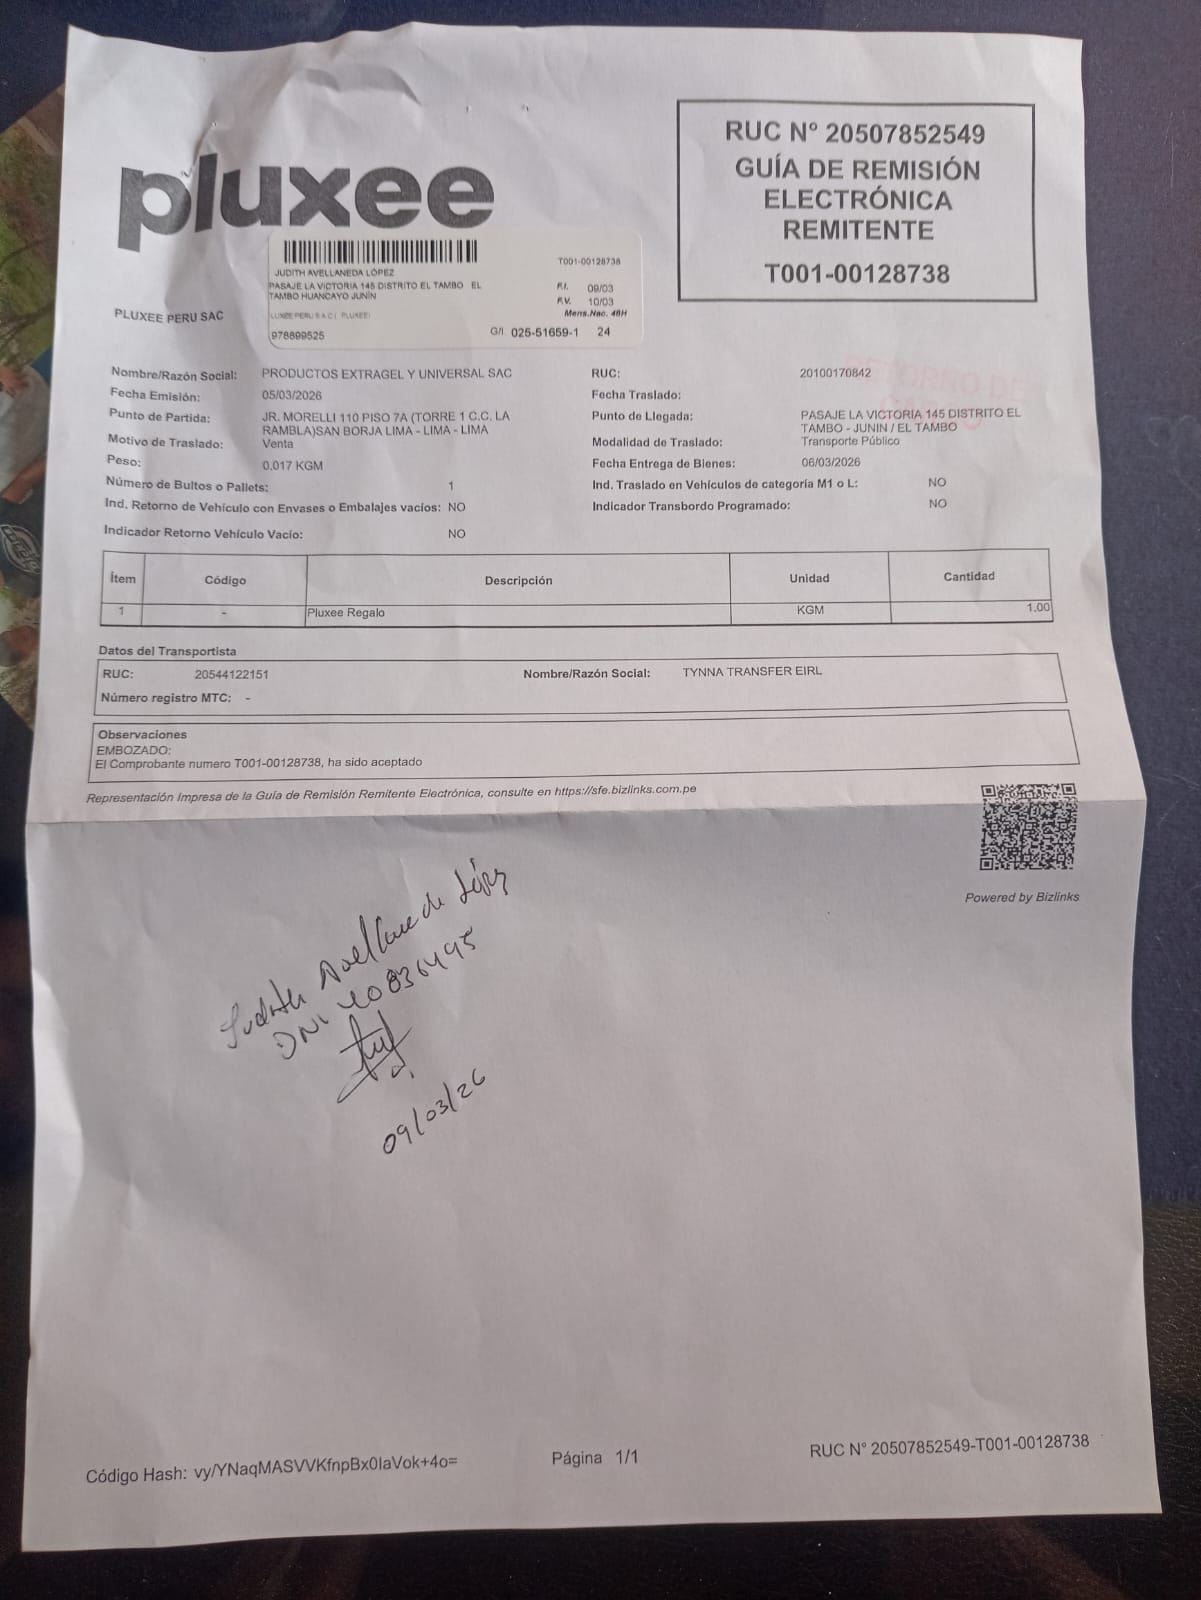 pluxee
RUC N° 20507852549
GUÍA DE REMISIÓN
ELECTRÓNICA
REMITENTE
T001-00128738
JUDITH AVELLANEDA LÓPEZ
T001-00128738
PASAJE LA VICTORIA 145 DISTRITO EL TAMBO EL
TAMBO HUANCAYO JUNÍN
F.I. 09/03
F.V. 10/03
Mens.Nac. 48H
PERU S A C ( PLUXEE)
978899525
G/I 025-51659-1 24
PLUXEE PERU SAC
RETORNO DE
CARGO
Nombre/Razón Social: PRODUCTOS EXTRAGEL Y UNIVERSAL SAC RUC: 20100170842
Fecha Emisión: 05/03/2026 Fecha Traslado:
Punto de Partida: JR. MORELLI 110 PISO 7A (TORRE 1 C.C. LA RAMBLA)SAN BORJA LIMA - LIMA - LIMA
Punto de Llegada: PASAJE LA VICTORIA 145 DISTRITO EL TAMBO - JUNIN / EL TAMBO
Motivo de Traslado: Venta Modalidad de Traslado: Transporte Público
Peso: 0.017 KGM Fecha Entrega de Bienes: 06/03/2026
Número de Bultos o Pallets: 1 Ind. Traslado en Vehículos de categoría M1 o L: NO
Ind. Retorno de Vehículo con Envases o Embalajes vacíos: NO Indicador Transbordo Programado: NO
Indicador Retorno Vehículo Vacío: NO
Ítem Código Descripción Unidad Cantidad
1 - Pluxee Regalo KGM 1.00
Datos del Transportista
RUC: 20544122151 Nombre/Razón Social: TYNNA TRANSFER EIRL
Número registro MTC: -
Observaciones
EMBOZADO:
El Comprobante numero T001-00128738, ha sido aceptado
Representación Impresa de la Guía de Remisión Remitente Electrónica, consulte en https://sfe.bizlinks.com.pe
Powered by Bizlinks
Judith Avellaneda López
DNI 40836495
09/03/26
Código Hash: vy/YNaqMASVVKfnpBx0IaVok+4o=
Página 1/1
RUC N° 20507852549-T001-00128738